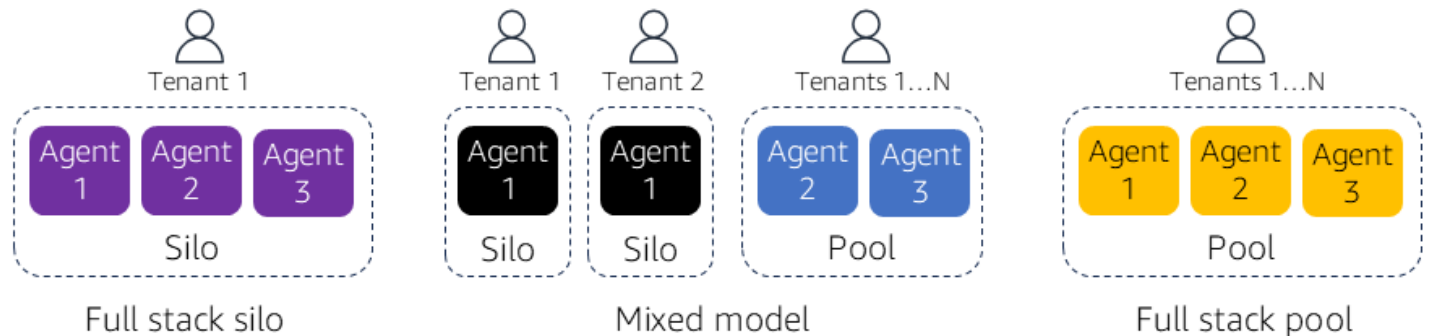 Tenant 1
Agent 1
Agent 2
Agent 3
Silo
Full stack silo
Tenant 1
Tenant 2
Tenants 1...N
Agent 1
Agent 1
Agent 2
Agent 3
Silo
Silo
Pool
Mixed model
Tenants 1...N
Agent 1
Agent 2
Agent 3
Pool
Full stack pool